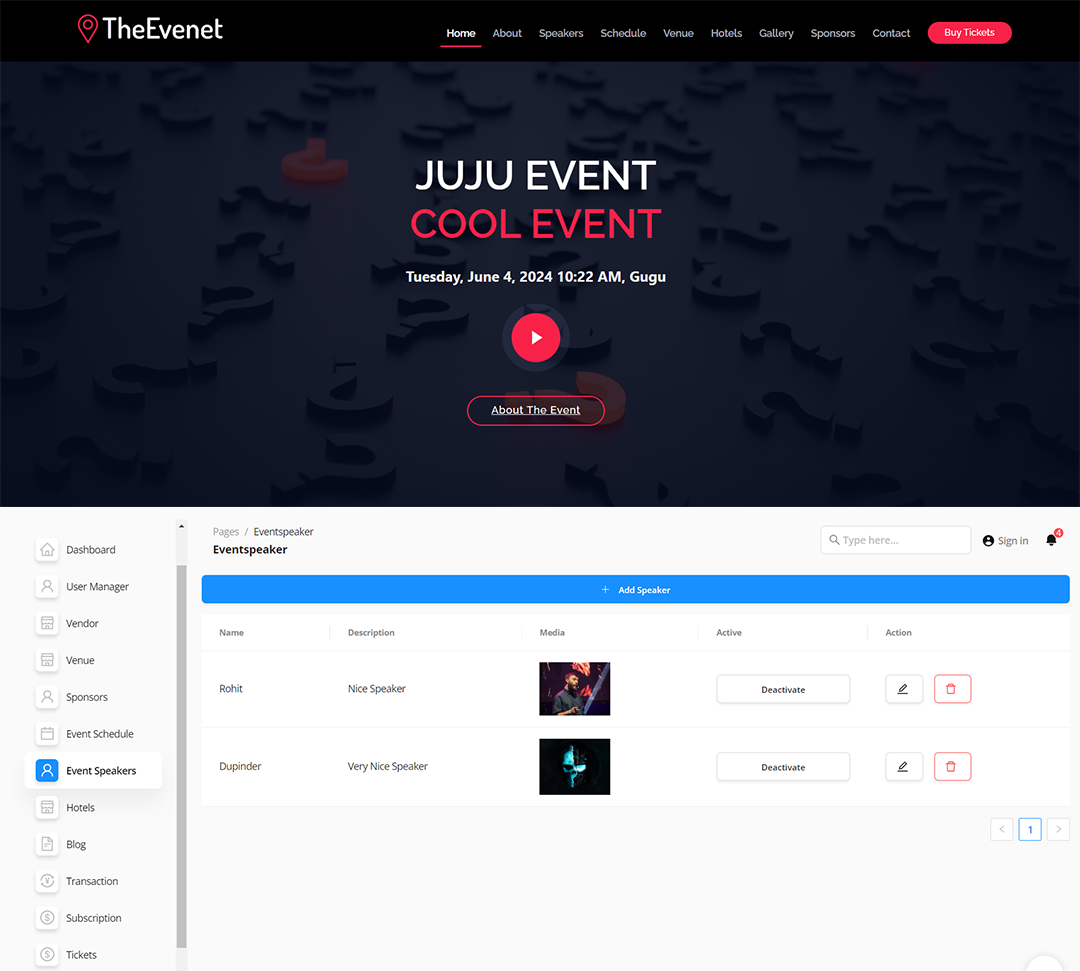 TheEvenet
Home About Speakers Schedule Venue Hotels Gallery Sponsors Contact Buy Tickets
JUJU EVENT
COOL EVENT
Tuesday, June 4, 2024 10:22 AM, Gugu
About The Event
Pages / Eventspeaker
Eventspeaker
Type here...
Sign in
4
Dashboard
User Manager
Vendor
Venue
Sponsors
Event Schedule
Event Speakers
Hotels
Blog
Transaction
Subscription
Tickets
+ Add Speaker
Name Description Media Active Action
Rohit Nice Speaker Deactivate
Dupinder Very Nice Speaker Deactivate
< 1 >